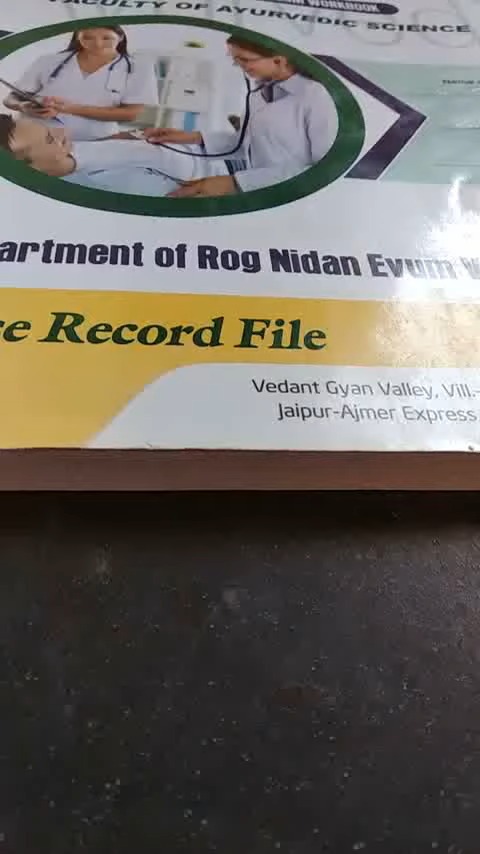 WORKBOOK
FACULTY OF AYURVEDIC SCIENCE
artment of Rog Nidan Evum V
se Record File
Vedant Gyan Valley, Vill.-
Jaipur-Ajmer Express